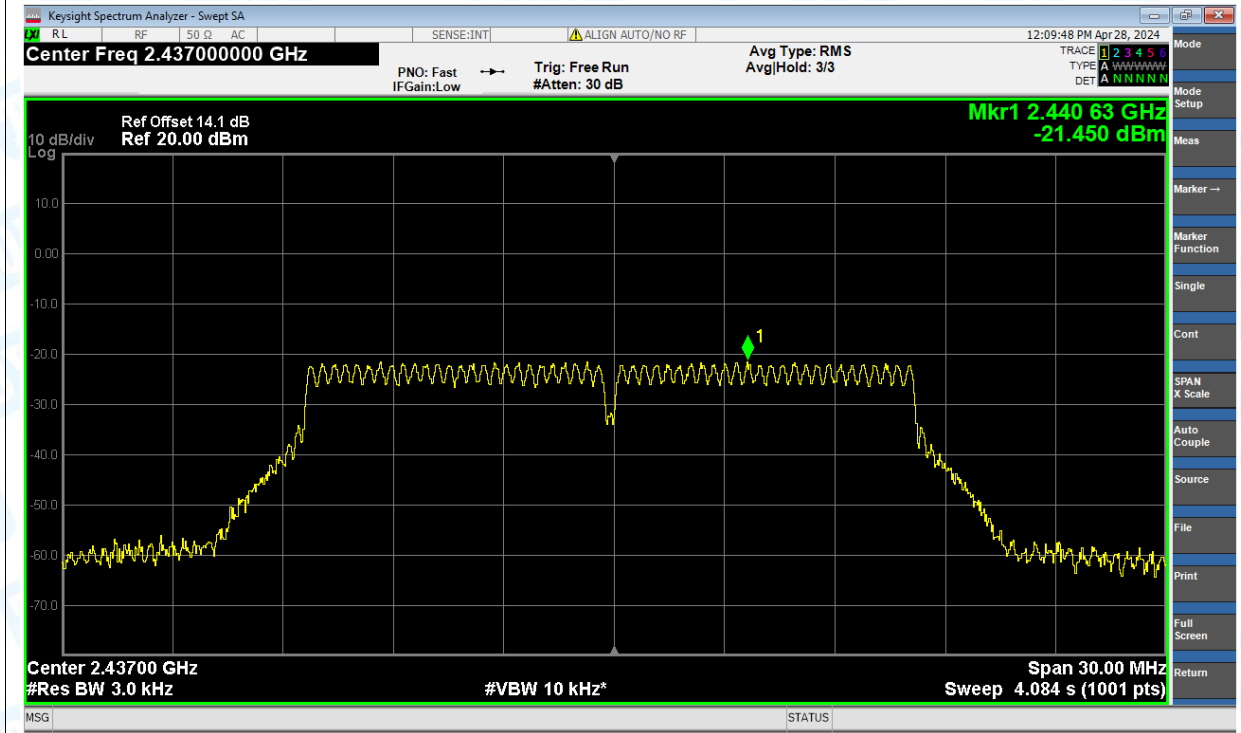 Keysight Spectrum Analyzer - Swept SA
LXI RL RF 50 Ω AC SENSE:INT ALIGN AUTO/NO RF 12:09:48 PM Apr 28, 2024
Center Freq 2.437000000 GHz
PNO: Fast
IFGain:Low
Trig: Free Run
#Atten: 30 dB
Avg Type: RMS
Avg|Hold: 3/3
TRACE 1 2 3 4 5 6
TYPE A WWWWW
DET A N N N N N
Mode
Mode Setup
Meas
Marker →
Marker Function
Single
Cont
SPAN X Scale
Auto Couple
Source
File
Print
Full Screen
Return
Mkr1 2.440 63 GHz
-21.450 dBm
10 dB/div
Log
Ref Offset 14.1 dB
Ref 20.00 dBm
10.0
0.00
-10.0
-20.0
-30.0
-40.0
-50.0
-60.0
-70.0
1
Center 2.43700 GHz
#Res BW 3.0 kHz
#VBW 10 kHz*
Span 30.00 MHz
Sweep 4.084 s (1001 pts)
MSG
STATUS